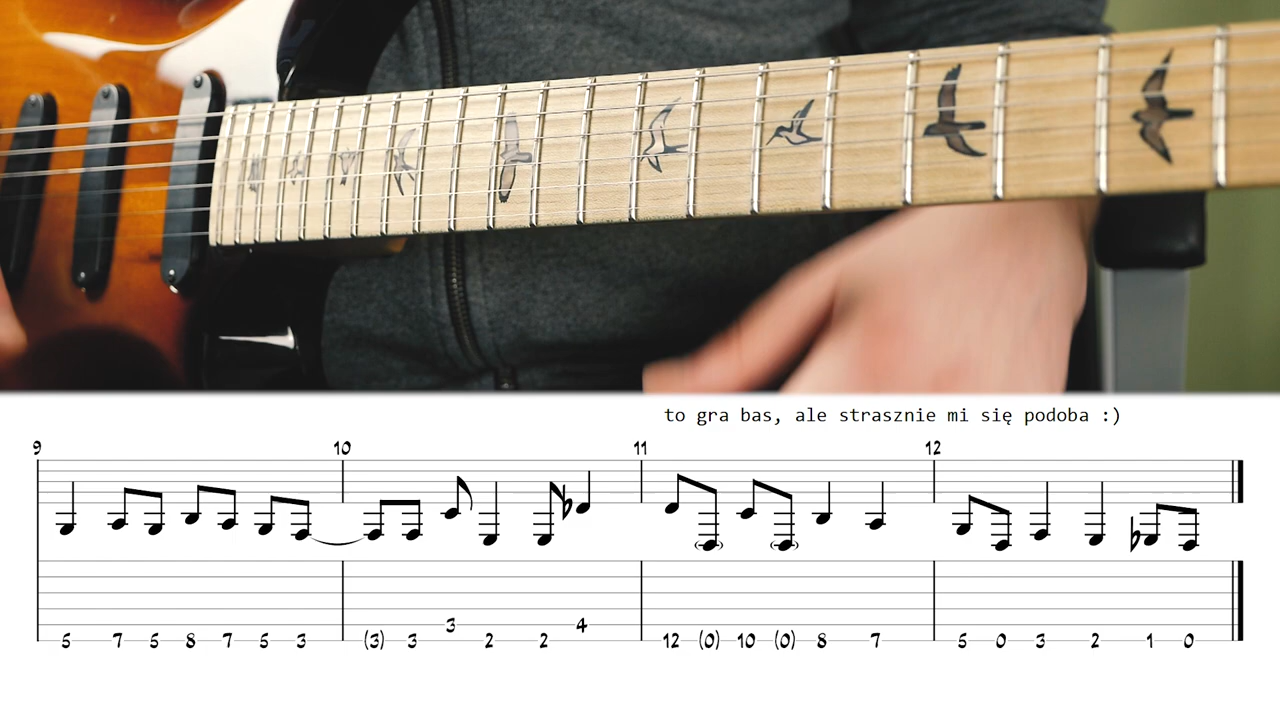 to gra bas, ale strasznie mi się podoba :)
9 10 11 12
3 3 4
5 7 5 8 7 5 3 (3) 3 2 2 12 (0) 10 (0) 8 7 5 0 3 2 1 0